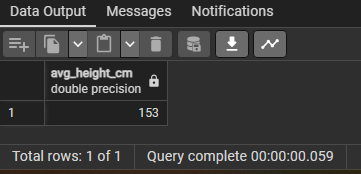 Data Output Messages Notifications
avg_height_cm
double precision
1 153
Total rows: 1 of 1 Query complete 00:00:00.059